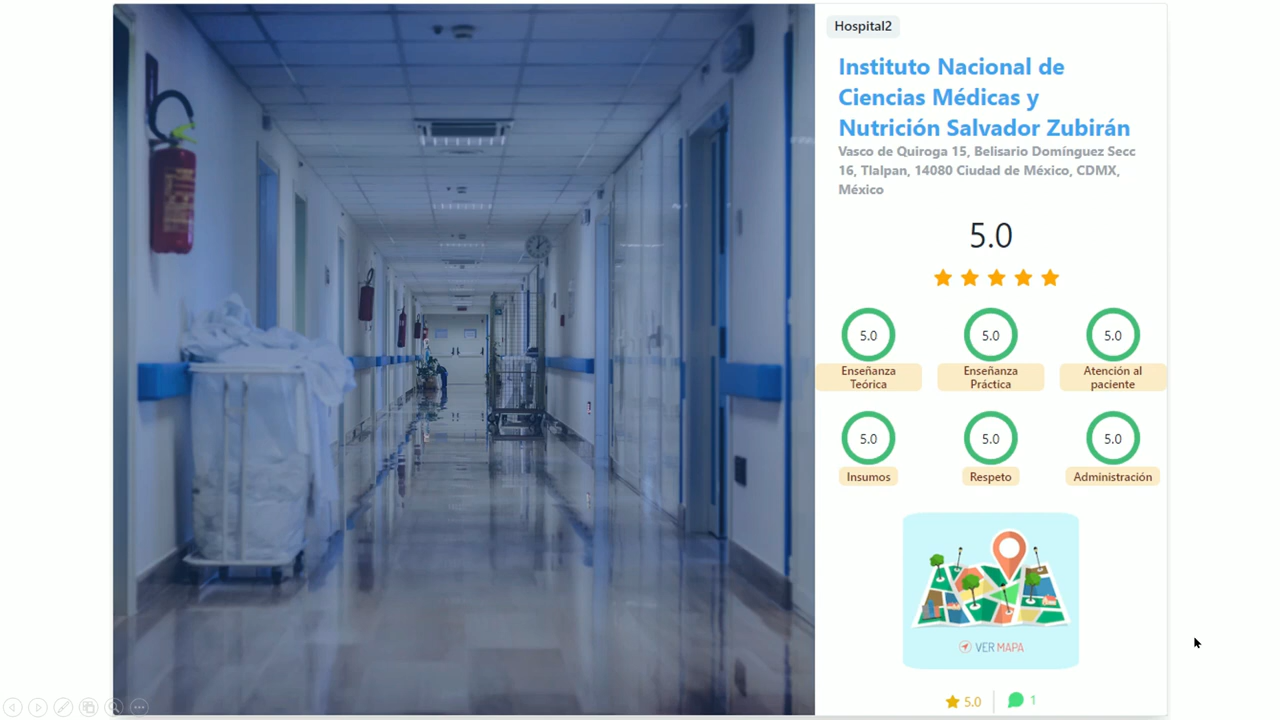 Hospital2
Instituto Nacional de
Ciencias Médicas y
Nutrición Salvador Zubirán
Vasco de Quiroga 15, Belisario Domínguez Secc
16, Tlalpan, 14080 Ciudad de México, CDMX,
México
5.0
5.0 5.0 5.0
Enseñanza Teórica
Enseñanza Práctica
Atención al paciente
5.0 5.0 5.0
Insumos Respeto Administración
VER MAPA
5.0 1